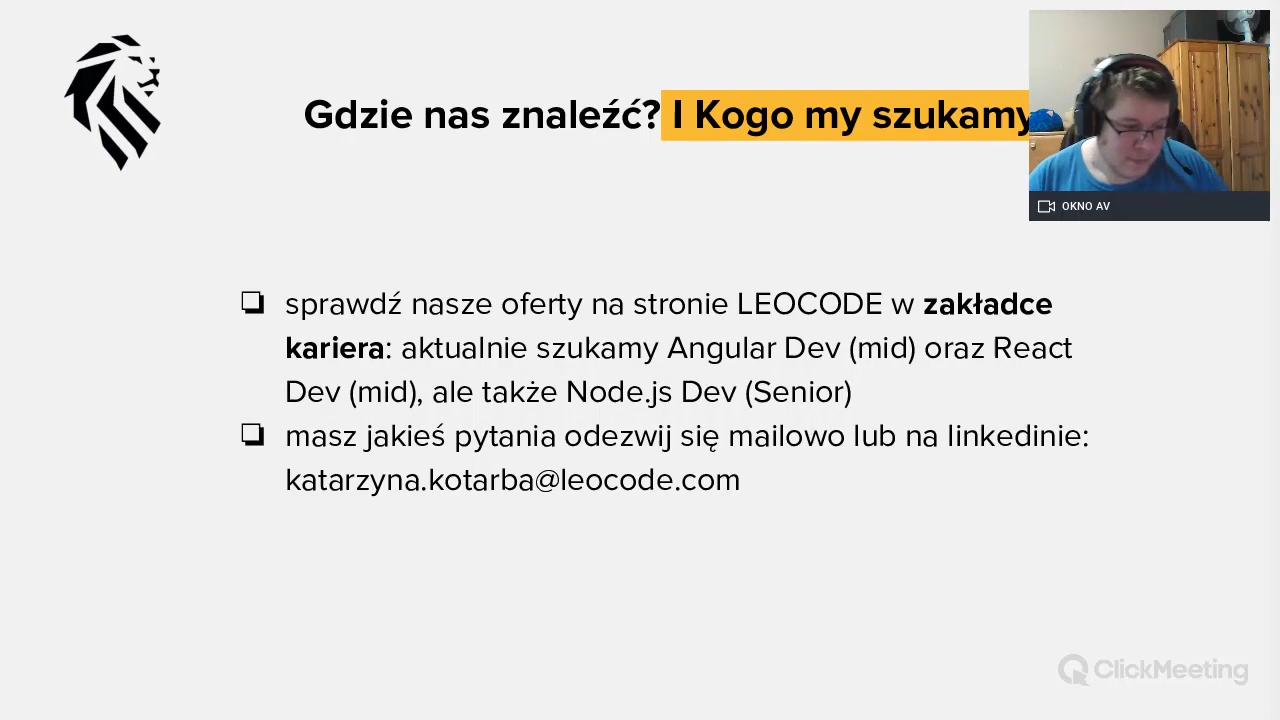 Gdzie nas znaleźć? I Kogo my szukamy
OKNO AV
❏ sprawdź nasze oferty na stronie LEOCODE w zakładce
kariera: aktualnie szukamy Angular Dev (mid) oraz React
Dev (mid), ale także Node.js Dev (Senior)
❏ masz jakieś pytania odezwij się mailowo lub na linkedinie:
katarzyna.kotarba@leocode.com
ClickMeeting